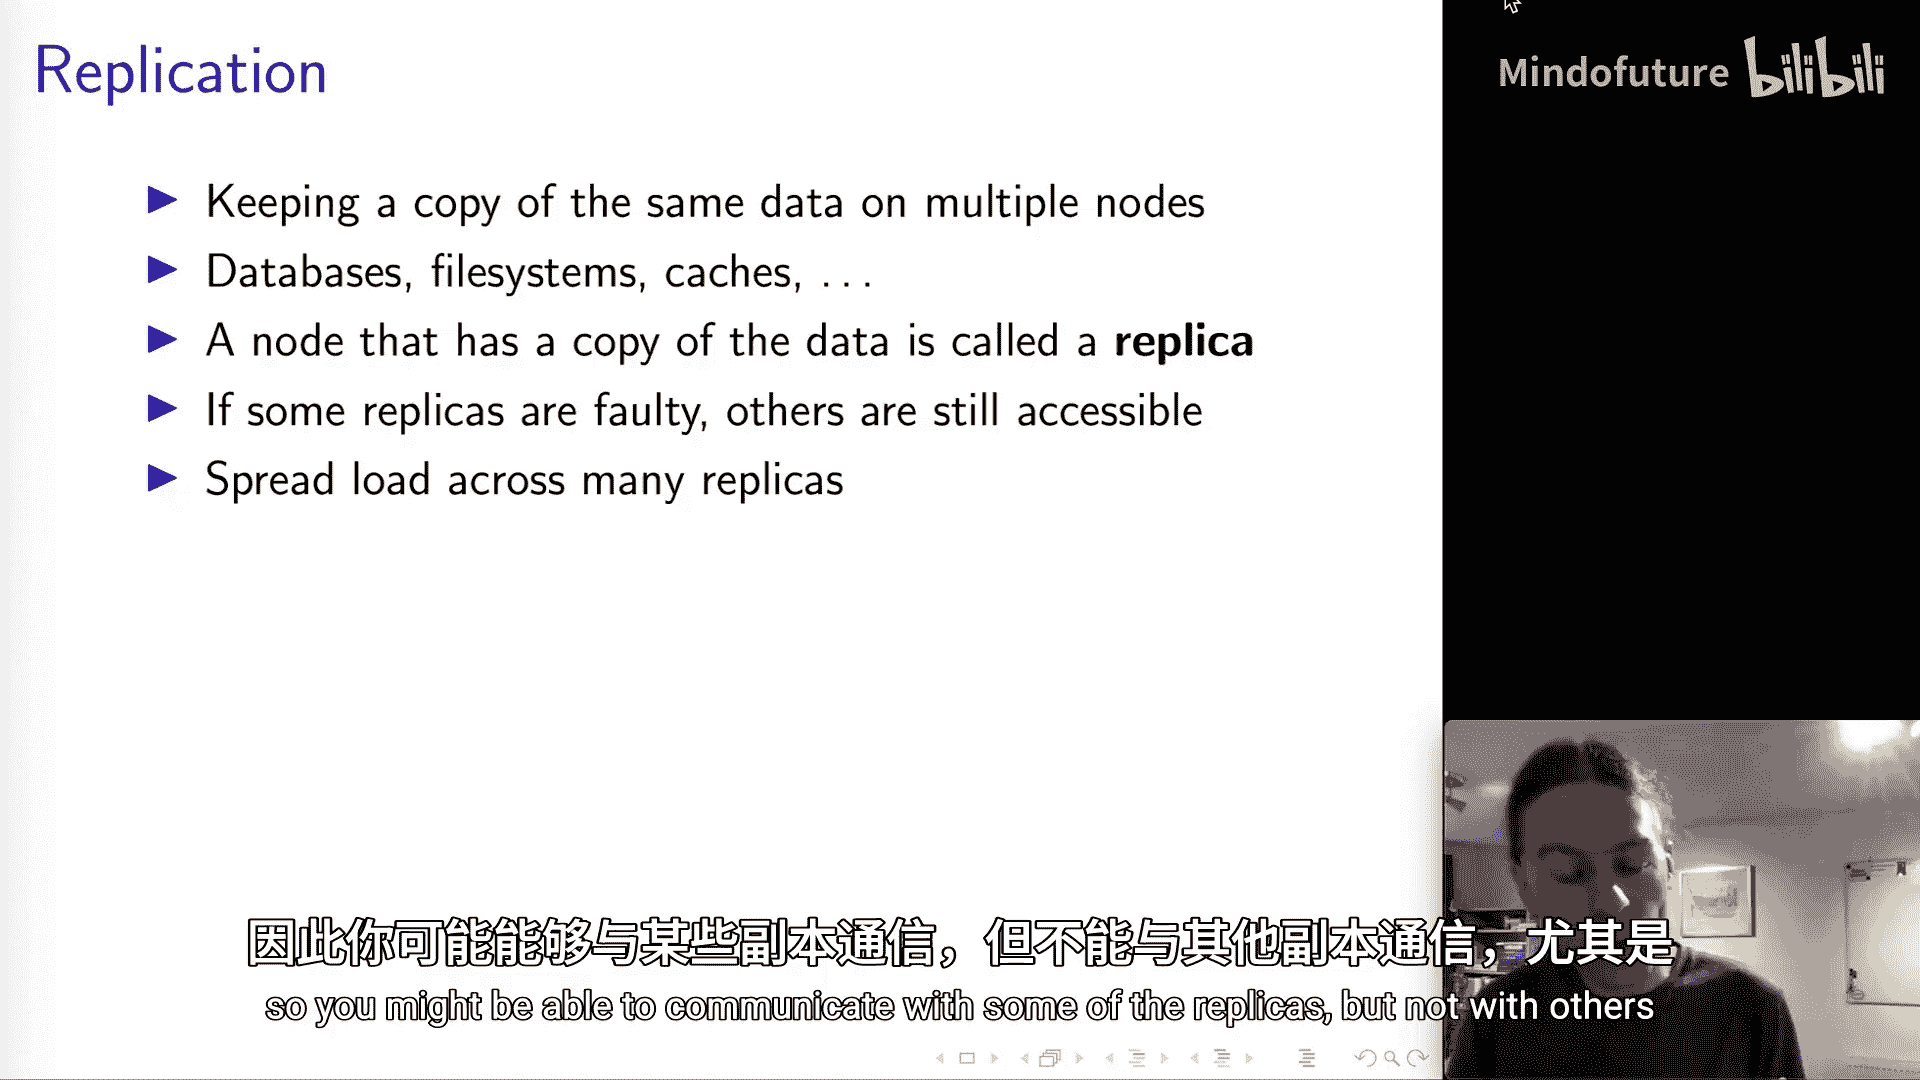 Replication
Mindofuture bilibili
Keeping a copy of the same data on multiple nodes
Databases, filesystems, caches, ...
A node that has a copy of the data is called a replica
If some replicas are faulty, others are still accessible
Spread load across many replicas
因此你可能能够与某些副本通信，但不能与其他副本通信，尤其是
so you might be able to communicate with some of the replicas, but not with others